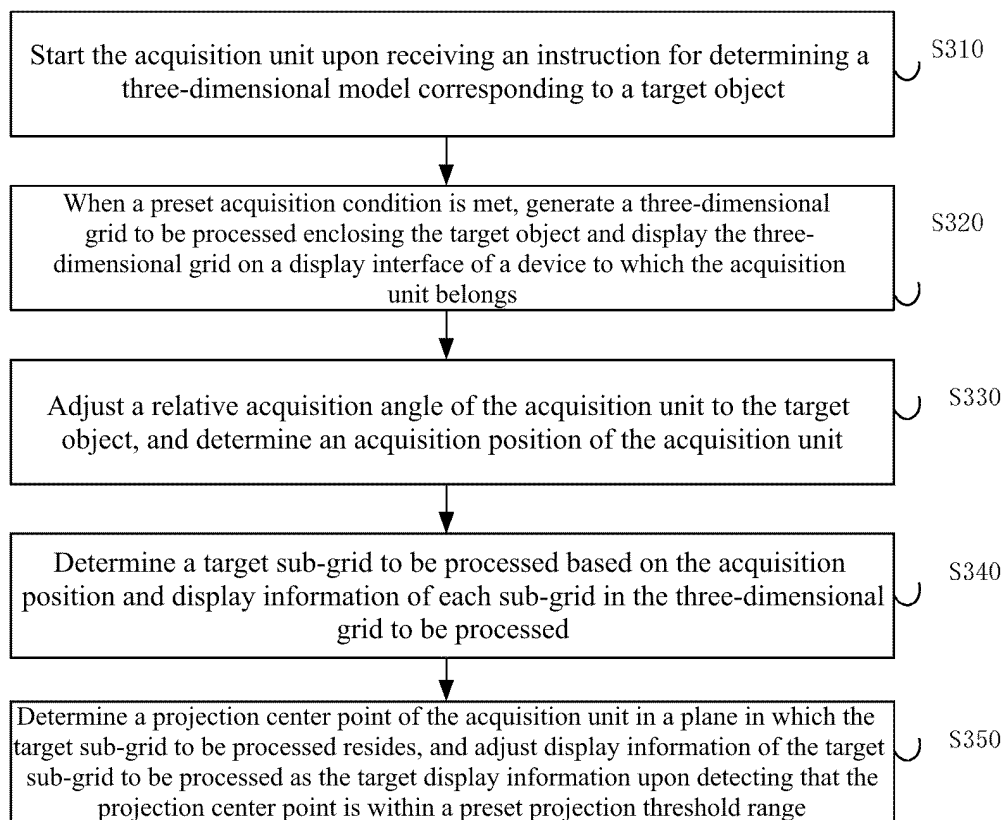 Start the acquisition unit upon receiving an instruction for determining a
three-dimensional model corresponding to a target object
S310
When a preset acquisition condition is met, generate a three-dimensional
grid to be processed enclosing the target object and display the three-
dimensional grid on a display interface of a device to which the acquisition
unit belongs
S320
Adjust a relative acquisition angle of the acquisition unit to the target
object, and determine an acquisition position of the acquisition unit
S330
Determine a target sub-grid to be processed based on the acquisition
position and display information of each sub-grid in the three-dimensional
grid to be processed
S340
Determine a projection center point of the acquisition unit in a plane in which the
target sub-grid to be processed resides, and adjust display information of the target
sub-grid to be processed as the target display information upon detecting that the
projection center point is within a preset projection threshold range
S350